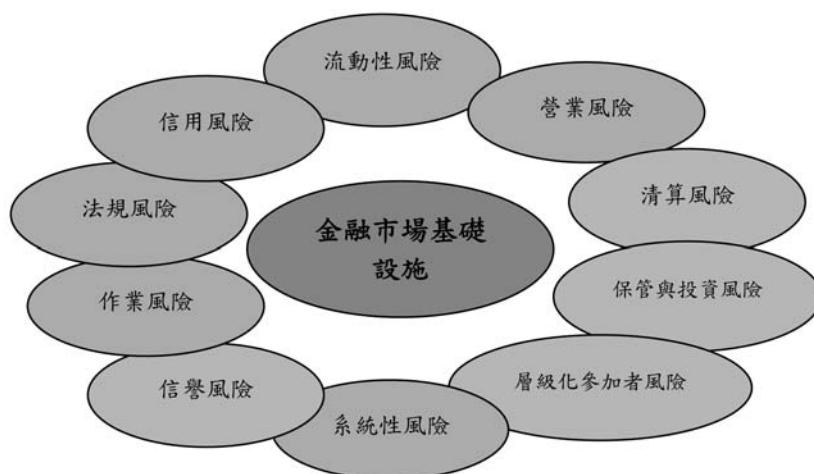 流動性風險
信用風險
營業風險
法規風險
清算風險
金融市場基礎
設施
作業風險
保管與投資風險
信譽風險
層級化參加者風險
系統性風險